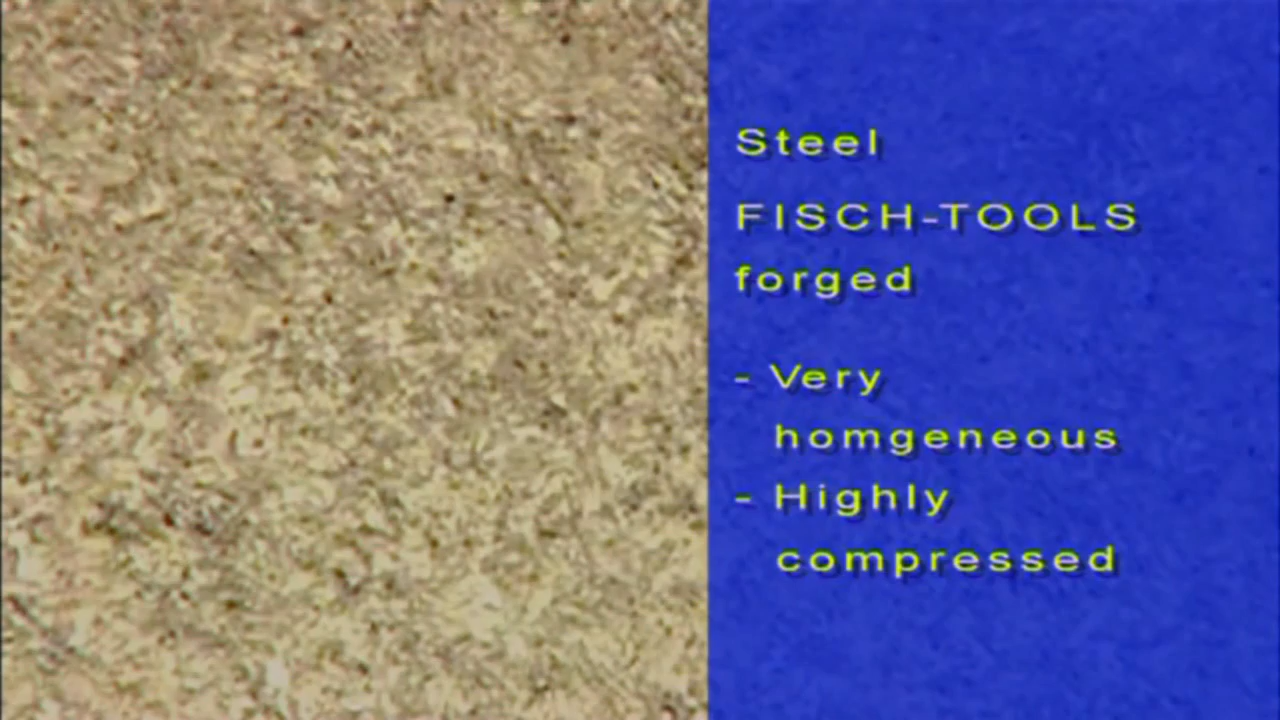 Steel
FISCH-TOOLS
forged
- Very
homgeneous
- Highly
compressed